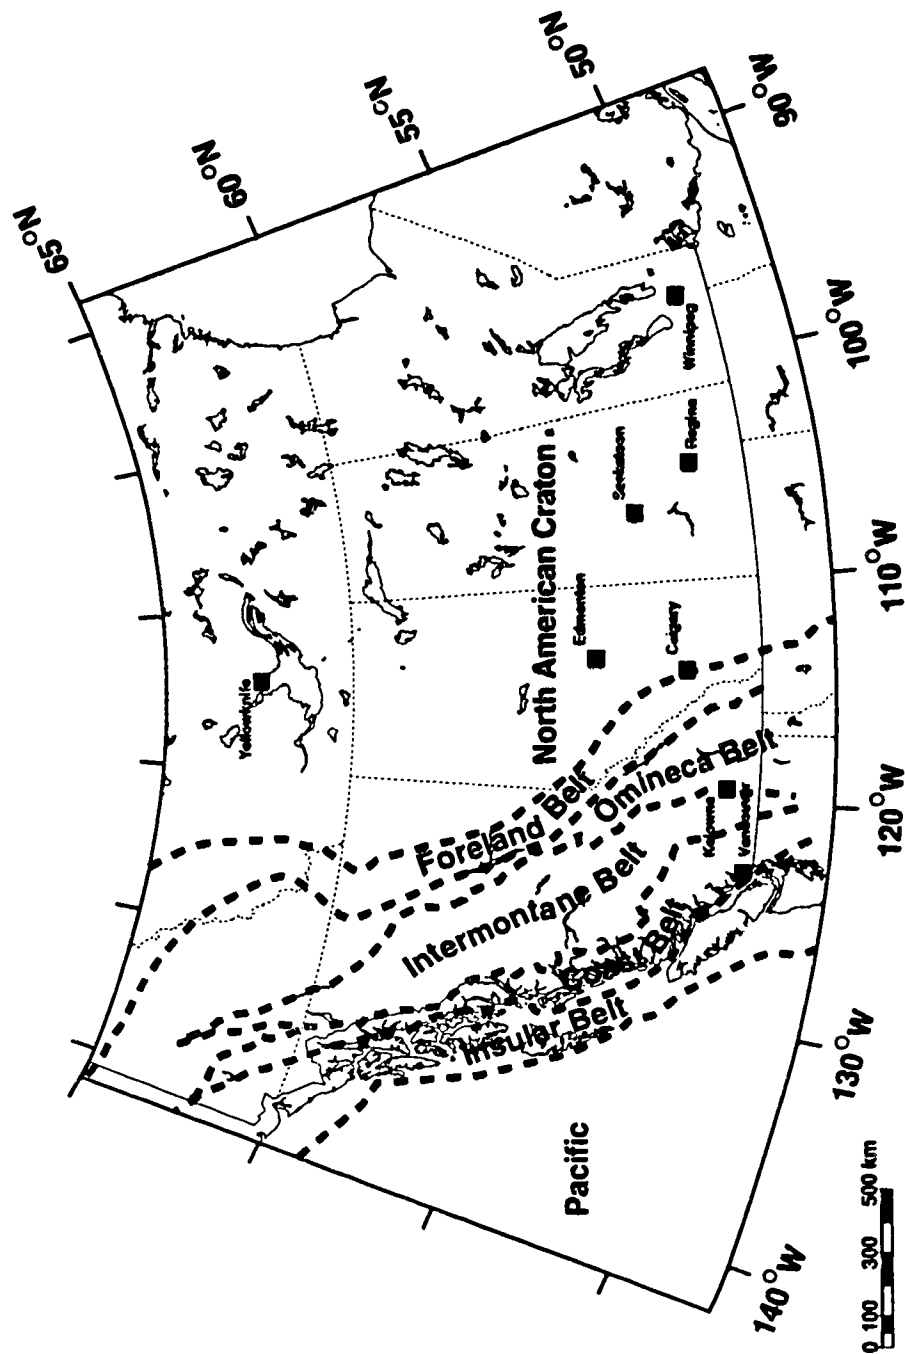 65°N
60°N
55°N
50°N
90°W
100°W
110°W
120°W
130°W
140°W
Yellowknife
North American Craton
Edmonton
Saskatoon
Calgary
Regina
Winnipeg
Foreland Belt
Omineca Belt
Intermontane Belt
Kelowna
Vancouver
Coast Belt
Insular Belt
Pacific
0 100 300 500 km